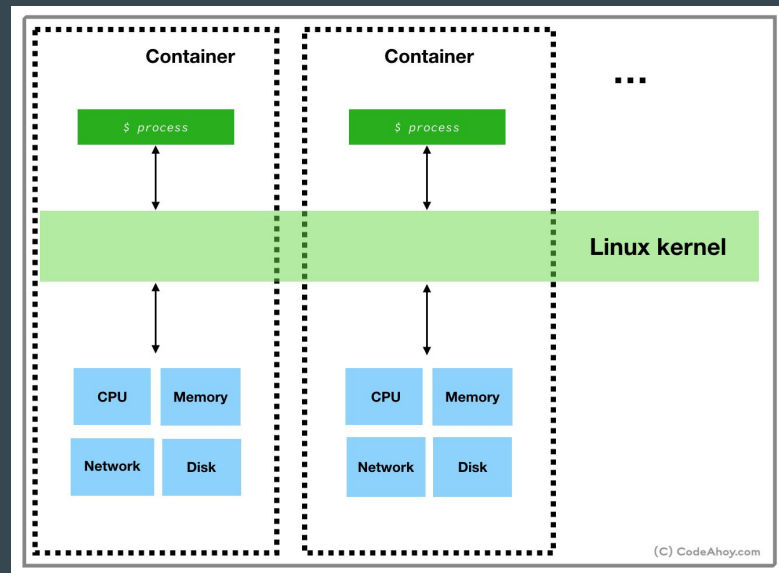 Container
$ process
CPU Memory
Network Disk
Container
$ process
CPU Memory
Network Disk
...
Linux kernel
(C) CodeAhoy.com